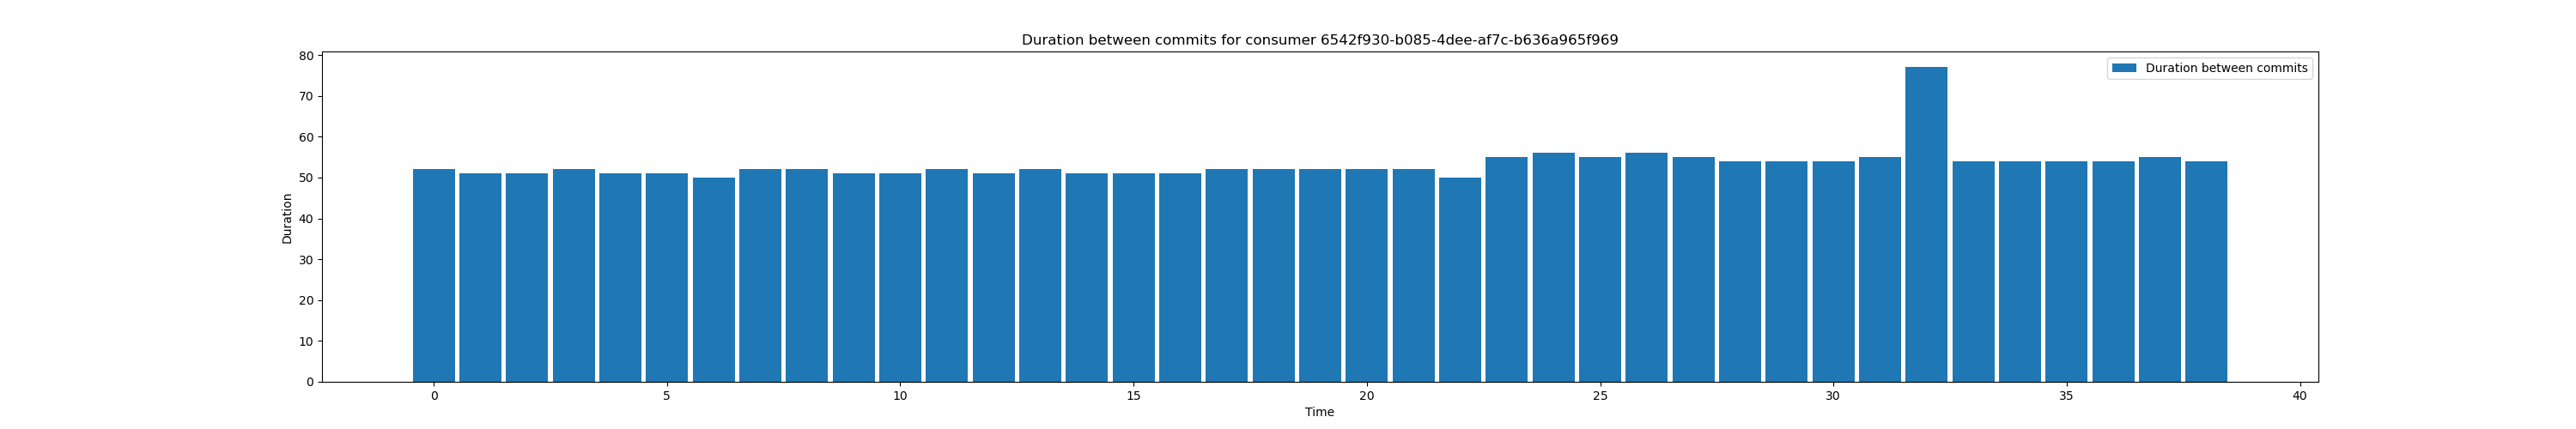 Duration between commits for consumer 6542f930-b085-4dee-af7c-b636a965f969
Duration between commits
80
70
60
50
40
30
20
10
0
Duration
0 5 10 15 20 25 30 35 40
Time